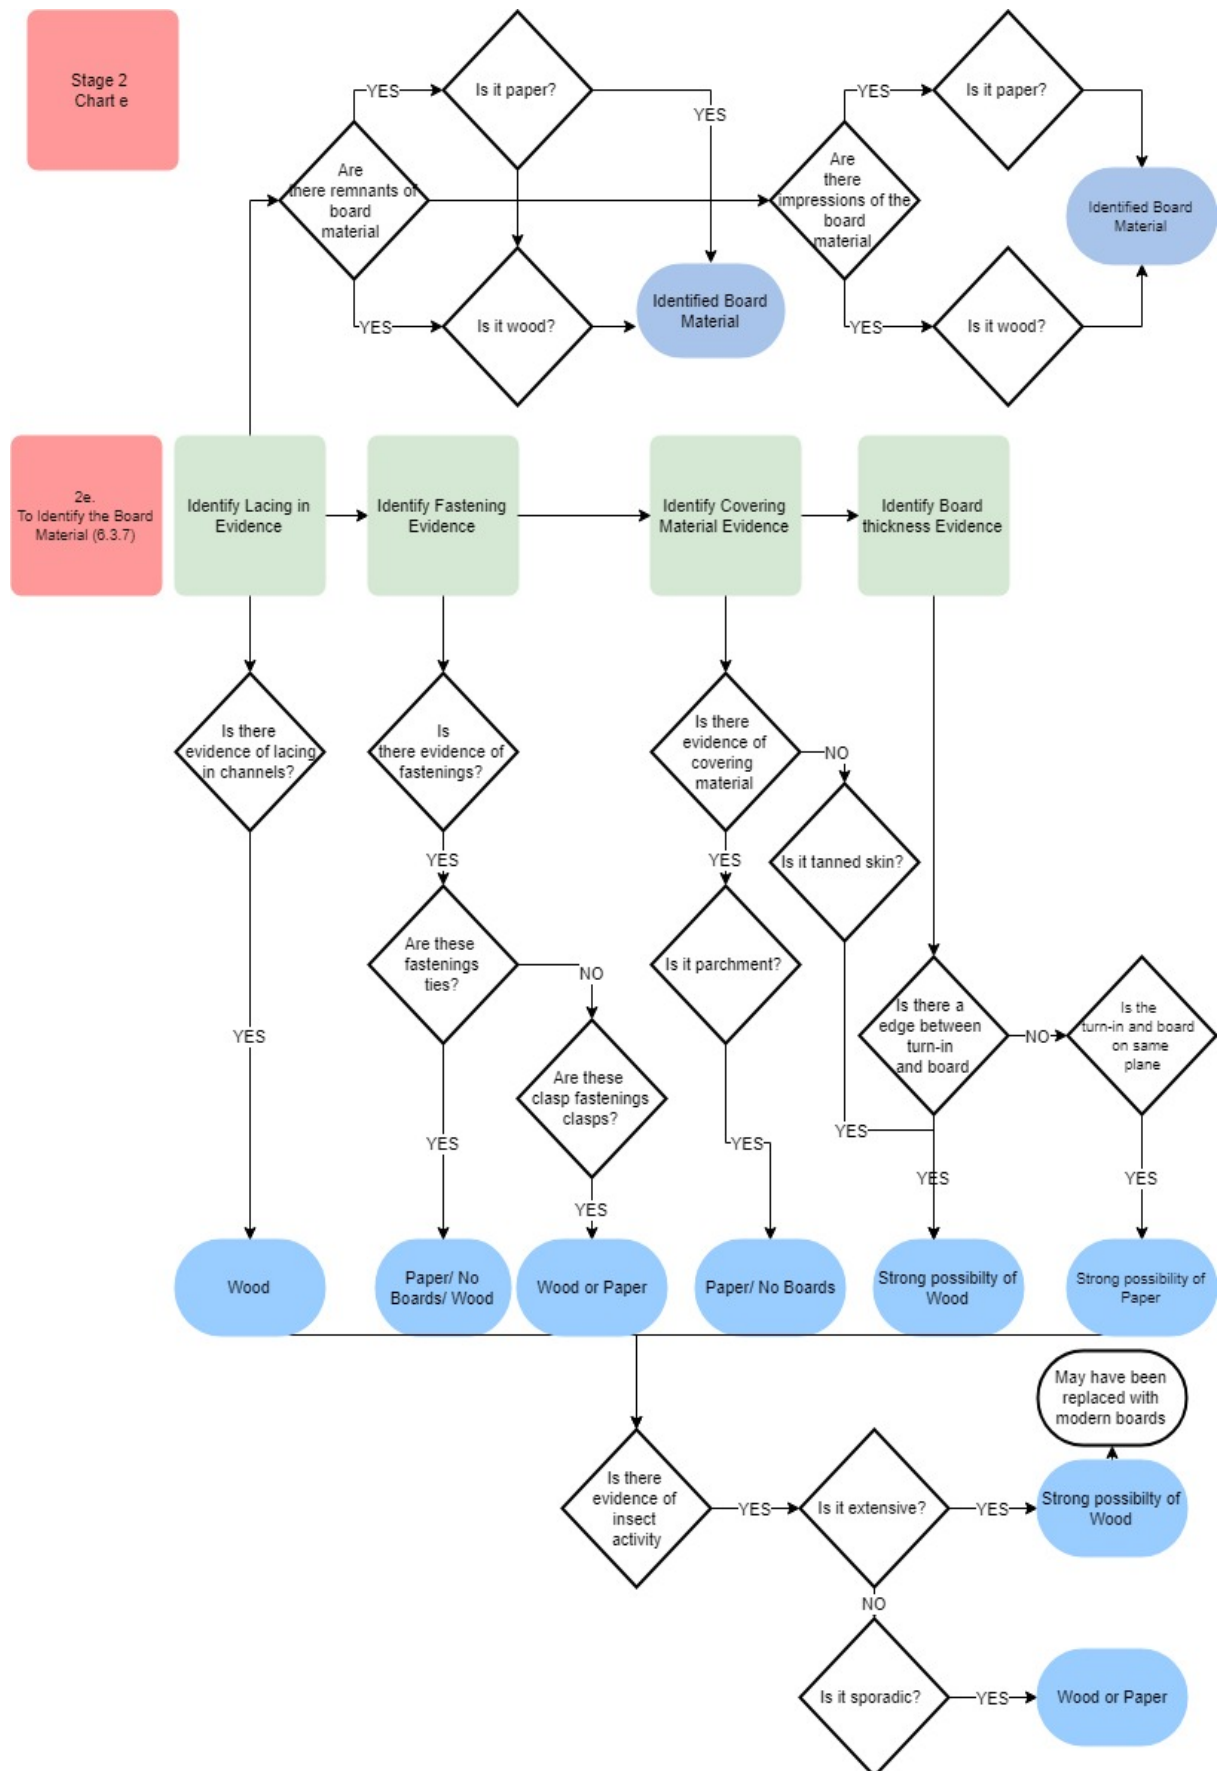 Stage 2
Chart e
YES
Is it paper?
YES
Are
there remnants of
board
material
YES
Is it wood?
Identified Board
Material
YES
Is it paper?
Are
there
impressions of the
board
material
YES
Is it wood?
Identified Board
Material
2e.
To Identify the Board
Material (6.3.7)
Identify Lacing in
Evidence
Identify Fastening
Evidence
Identify Covering
Material Evidence
Identify Board
thickness Evidence
Is there
evidence of lacing
in channels?
YES
Wood
Is
there evidence of
fastenings?
YES
Are these
fastenings
ties?
YES
Paper/ No
Boards/ Wood
NO
Are these
clasp fastenings
clasps?
YES
Wood or Paper
Is there
evidence of
covering
material
YES
Is it parchment?
YES
Paper/ No Boards
NO
Is it tanned skin?
YES
Is there a
edge between
turn-in
and board
YES
Strong possibilty of
Wood
NO
Is the
turn-in and board
on same
plane
YES
Strong possibility of
Paper
Is there
evidence of
insect
activity
YES
Is it extensive?
YES
Strong possibilty of
Wood
May have been
replaced with
modern boards
NO
Is it sporadic?
YES
Wood or Paper